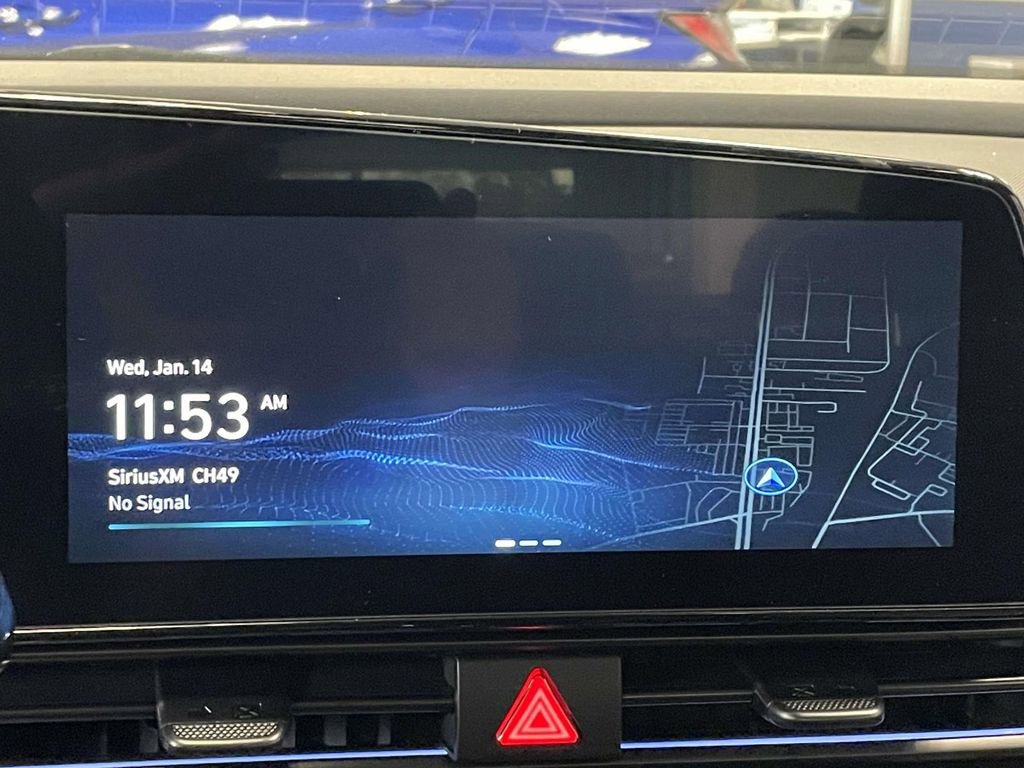 Wed, Jan. 14
11:53 AM
SiriusXM CH49
No Signal